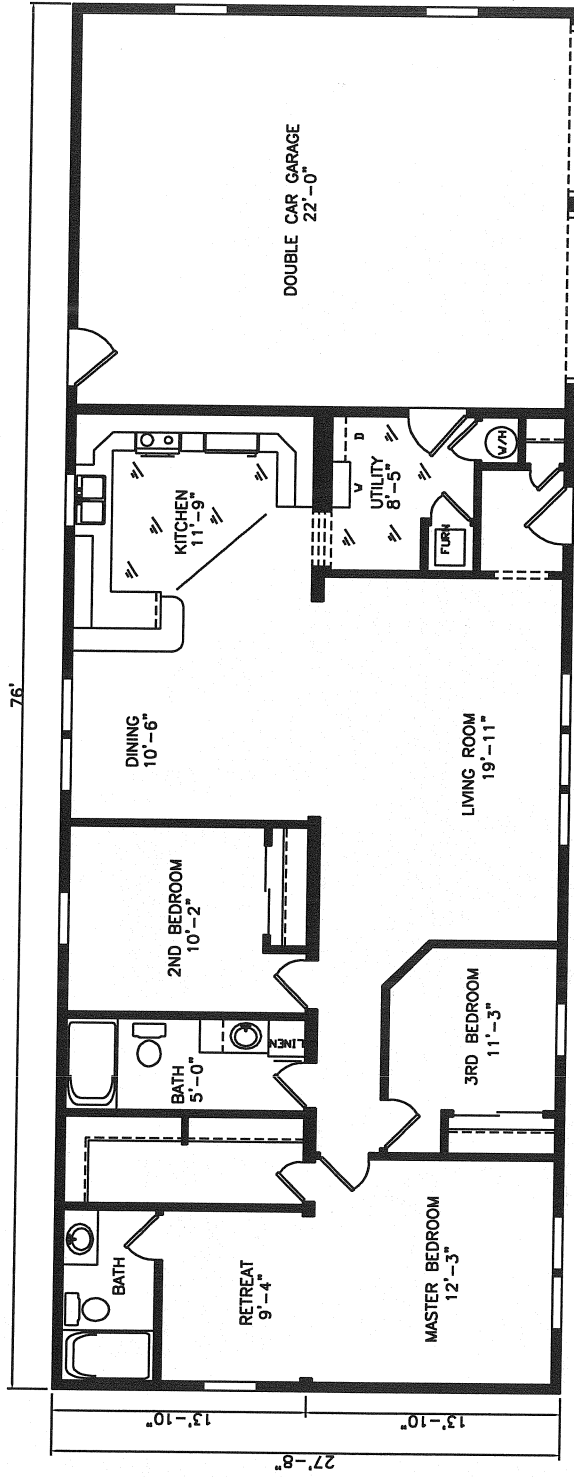 76'
DOUBLE CAR GARAGE
22'-0"
KITCHEN
11'-9"
UTILITY
8'-5"
W
D
W/H
FURN
DINING
10'-6"
LIVING ROOM
19'-11"
2ND BEDROOM
10'-2"
BATH
5'-0"
LINEN
3RD BEDROOM
11'-3"
BATH
RETREAT
9'-4"
MASTER BEDROOM
12'-3"
13'-10"
13'-10"
27'-8"